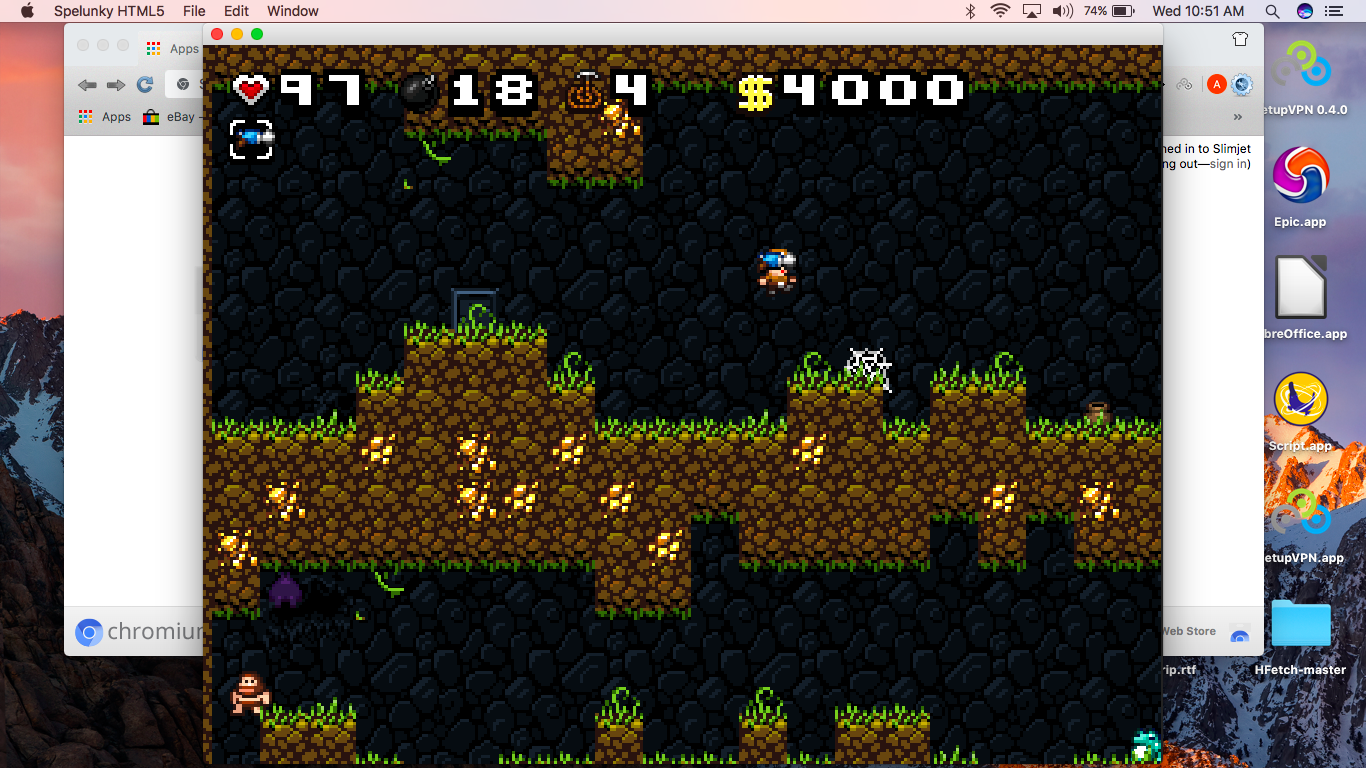 Spelunky HTML5 File Edit Window 74% Wed 10:51 AM
Apps
97 18 4 $4000
A
etupVPN 0.4.0
Apps eBay
»
ned in to Slimjet
ng out—sign in)
Epic.app
breOffice.app
Script.app
etupVPN.app
chromium
Web Store
rip.rtf HFetch-master